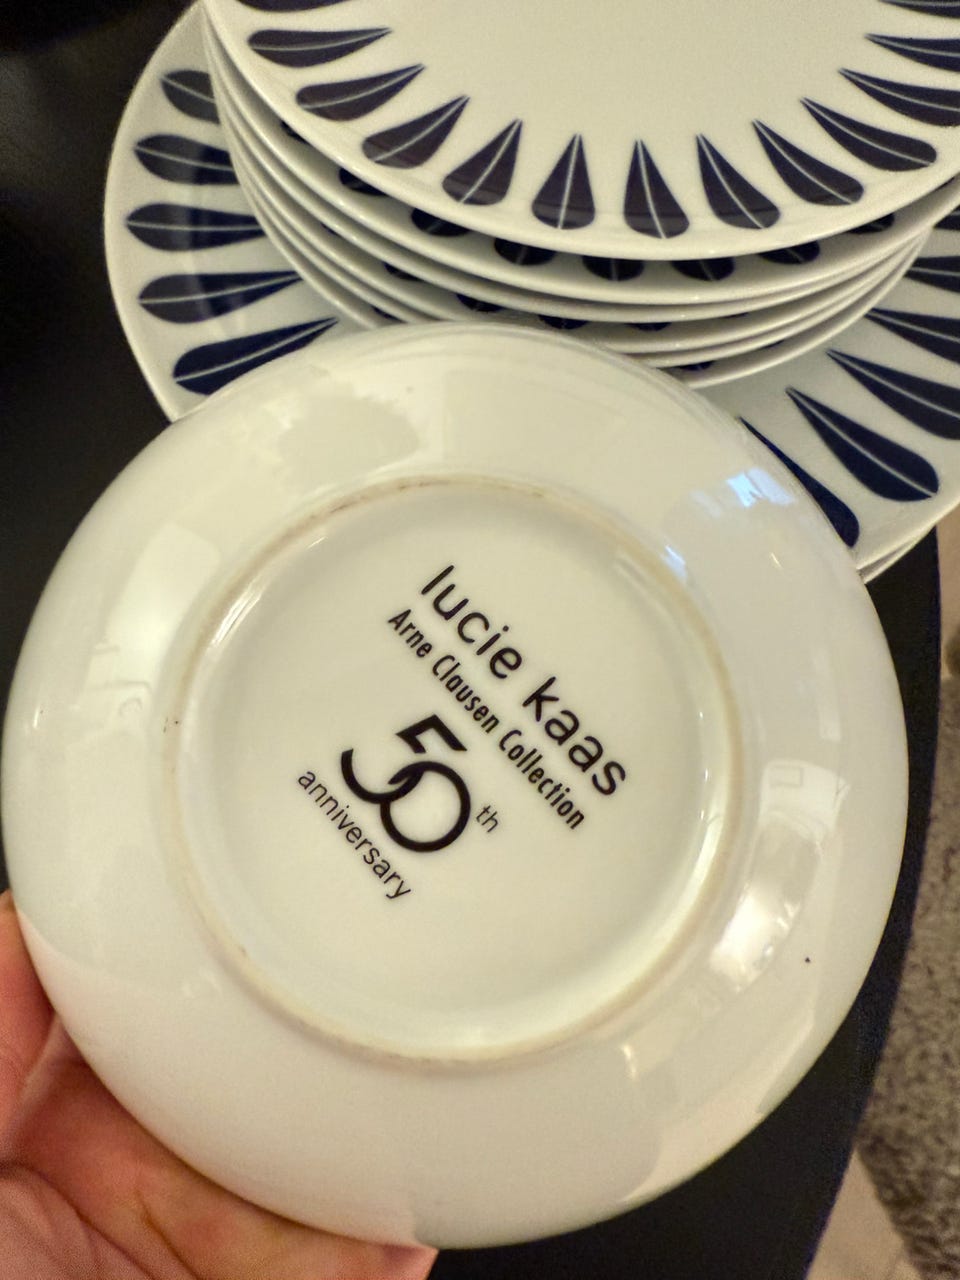 lucie kaas
Arne Clausen Collection
50th
anniversary